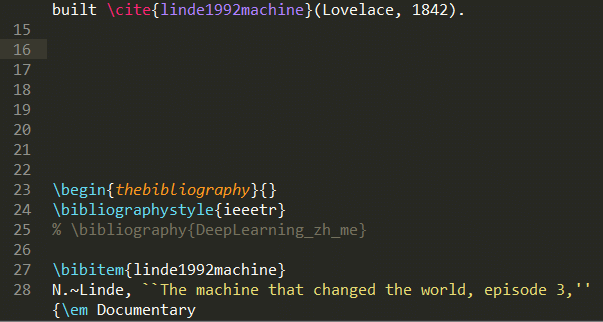 built \cite{linde1992machine}(Lovelace, 1842).
15
16
17
18
19
20
21
22
23 \begin{thebibliography}{}
24 \bibliographystyle{ieeetr}
25 % \bibliography{DeepLearning_zh_me}
26
27 \bibitem{linde1992machine}
28 N.~Linde, ``The machine that changed the world, episode 3,''
{\em Documentary